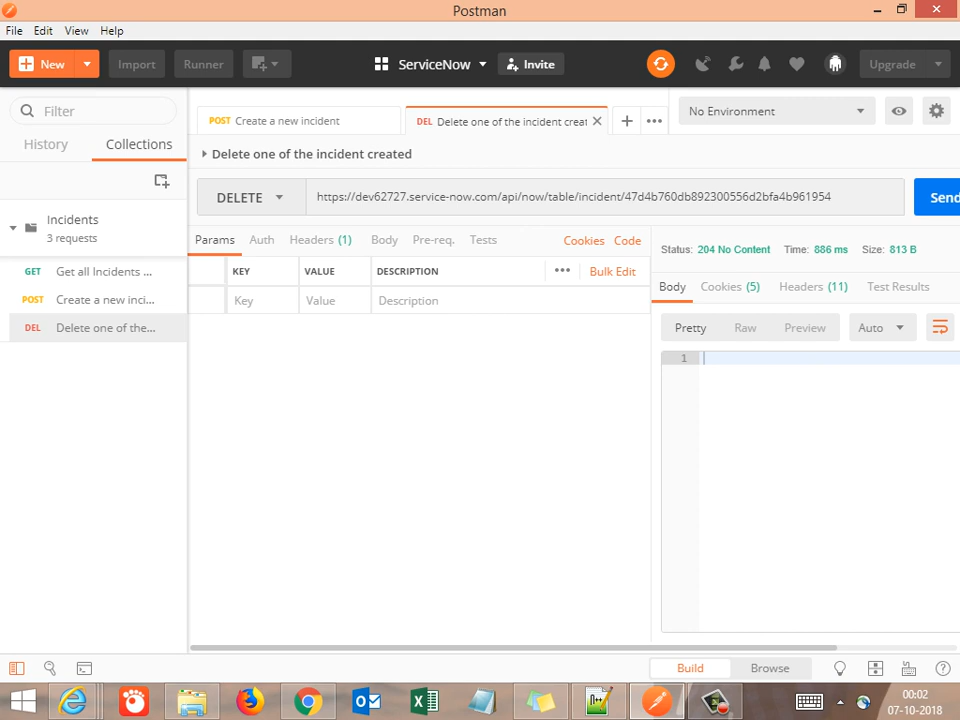 Postman
File Edit View Help
New Import Runner ServiceNow Invite Upgrade
Filter
History Collections
Incidents
3 requests
GET Get all Incidents ...
POST Create a new inci...
DEL Delete one of the...
POST Create a new incident
DEL Delete one of the incident creat
No Environment
Delete one of the incident created
DELETE https://dev62727.service-now.com/api/now/table/incident/47d4b760db892300556d2bfa4b961954 Send
Params Auth Headers (1) Body Pre-req. Tests Cookies Code
KEY VALUE DESCRIPTION Bulk Edit
Key Value Description
Status: 204 No Content Time: 886 ms Size: 813 B
Body Cookies (5) Headers (11) Test Results
Pretty Raw Preview Auto
1
Build Browse
00:02
07-10-2018